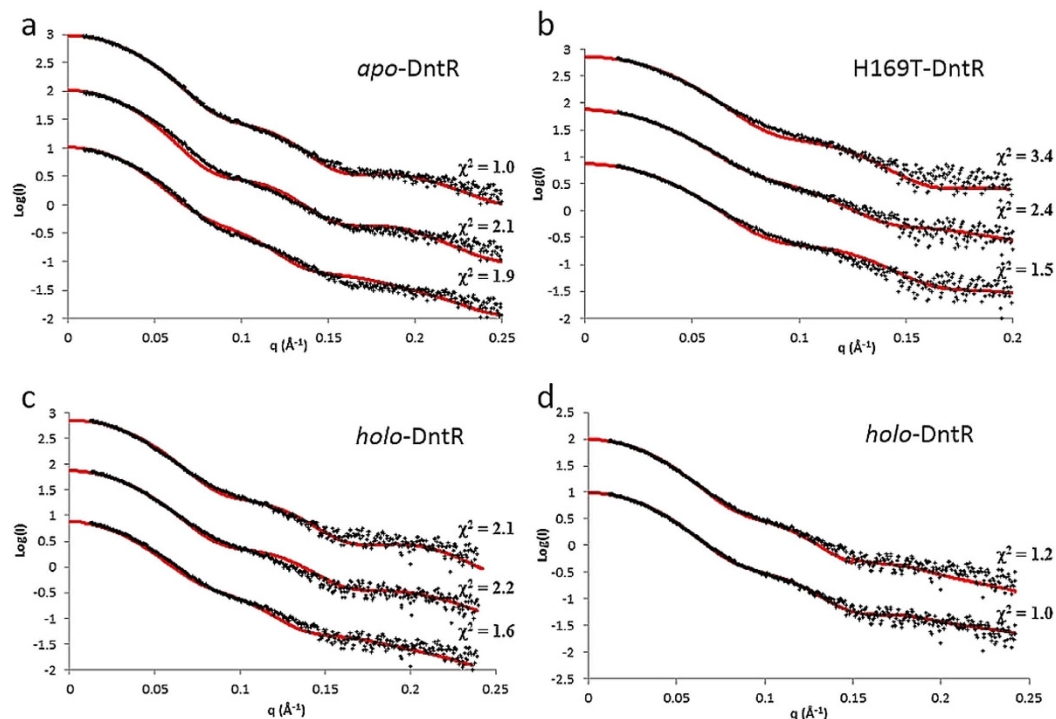 a
apo-DntR
3
2.5
2
1.5
1
0.5
0
-0.5
-1
-1.5
-2
Log(I)
χ² = 1.0
χ² = 2.1
χ² = 1.9
0
0.05
0.1
0.15
0.2
0.25
q (Å⁻¹)
b
H169T-DntR
3
2.5
2
1.5
1
0.5
0
-0.5
-1
-1.5
-2
Log(I)
χ² = 3.4
χ² = 2.4
χ² = 1.5
0
0.05
0.1
0.15
0.2
q (Å⁻¹)
c
holo-DntR
3
2.5
2
1.5
1
0.5
0
-0.5
-1
-1.5
-2
Log(I)
χ² = 2.1
χ² = 2.2
χ² = 1.6
0
0.05
0.1
0.15
0.2
0.25
q (Å⁻¹)
d
holo-DntR
2.5
2
1.5
1
0.5
0
-0.5
-1
-1.5
-2
-2.5
Log(I)
χ² = 1.2
χ² = 1.0
0
0.05
0.1
0.15
0.2
0.25
q (Å⁻¹)